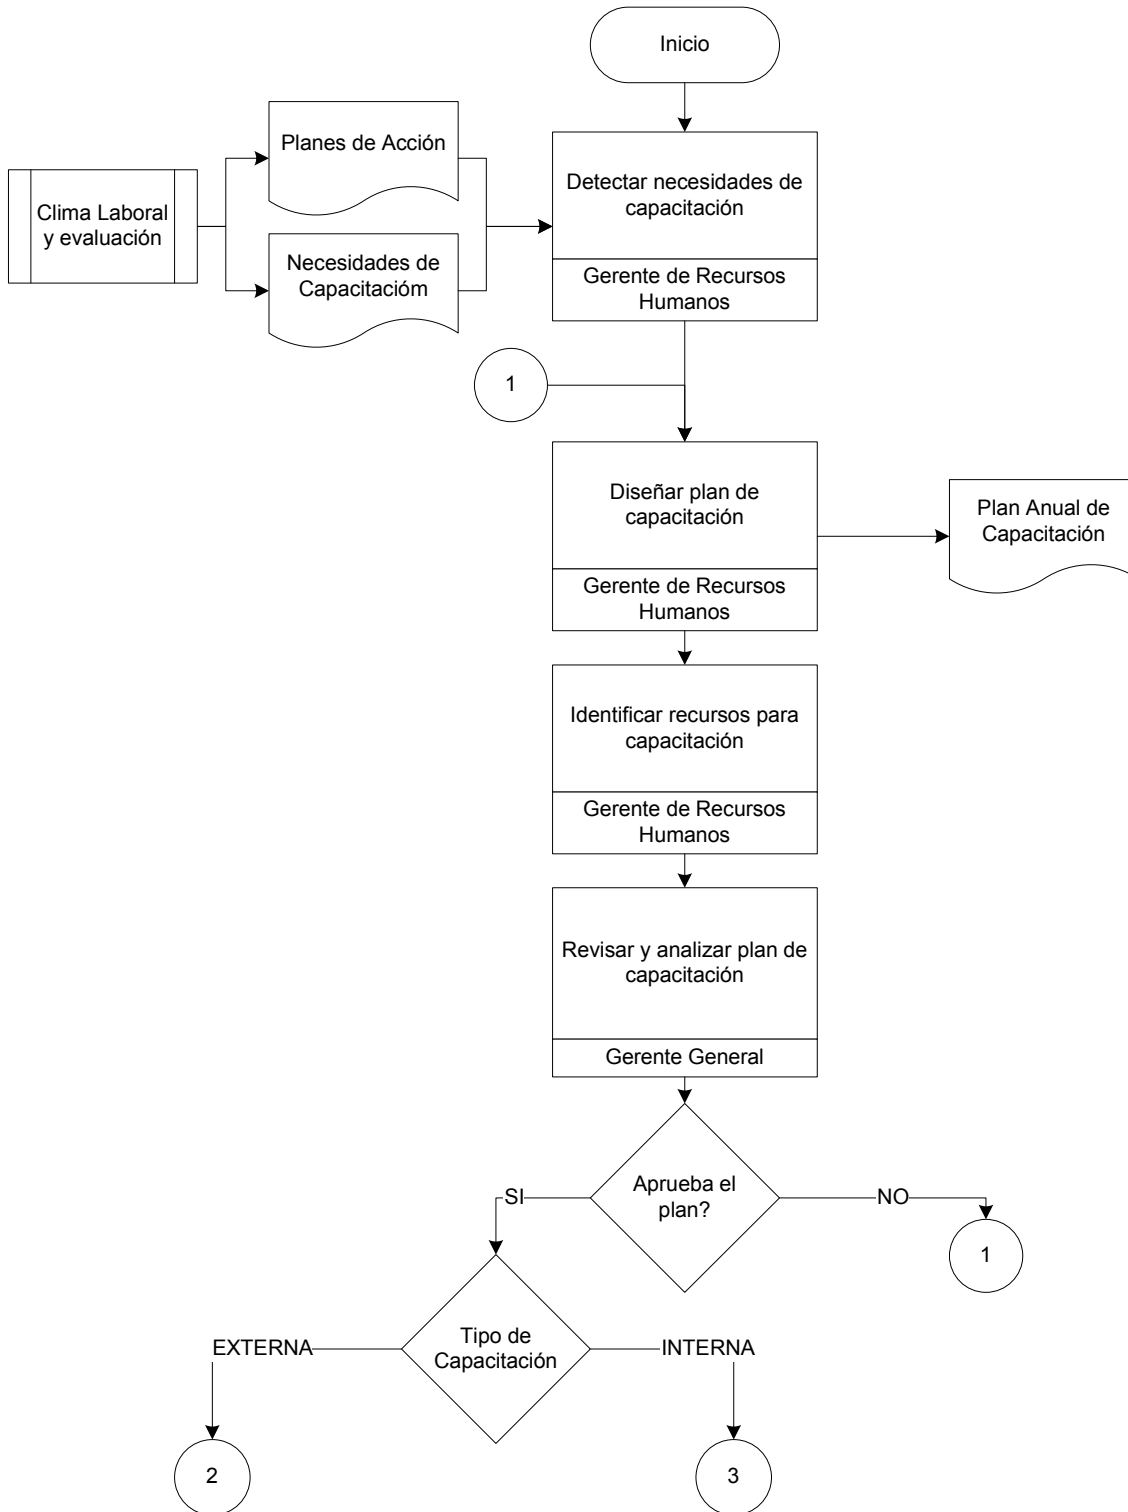 Inicio
Planes de Acción
Detectar necesidades de
capacitación
Clima Laboral
y evaluación
Necesidades de
Capacitacióm
Gerente de Recursos
Humanos
1
Diseñar plan de
capacitación
Plan Anual de
Capacitación
Gerente de Recursos
Humanos
Identificar recursos para
capacitación
Gerente de Recursos
Humanos
Revisar y analizar plan de
capacitación
Gerente General
Aprueba el
plan?
SI
NO
1
Tipo de
Capacitación
EXTERNA
INTERNA
2
3